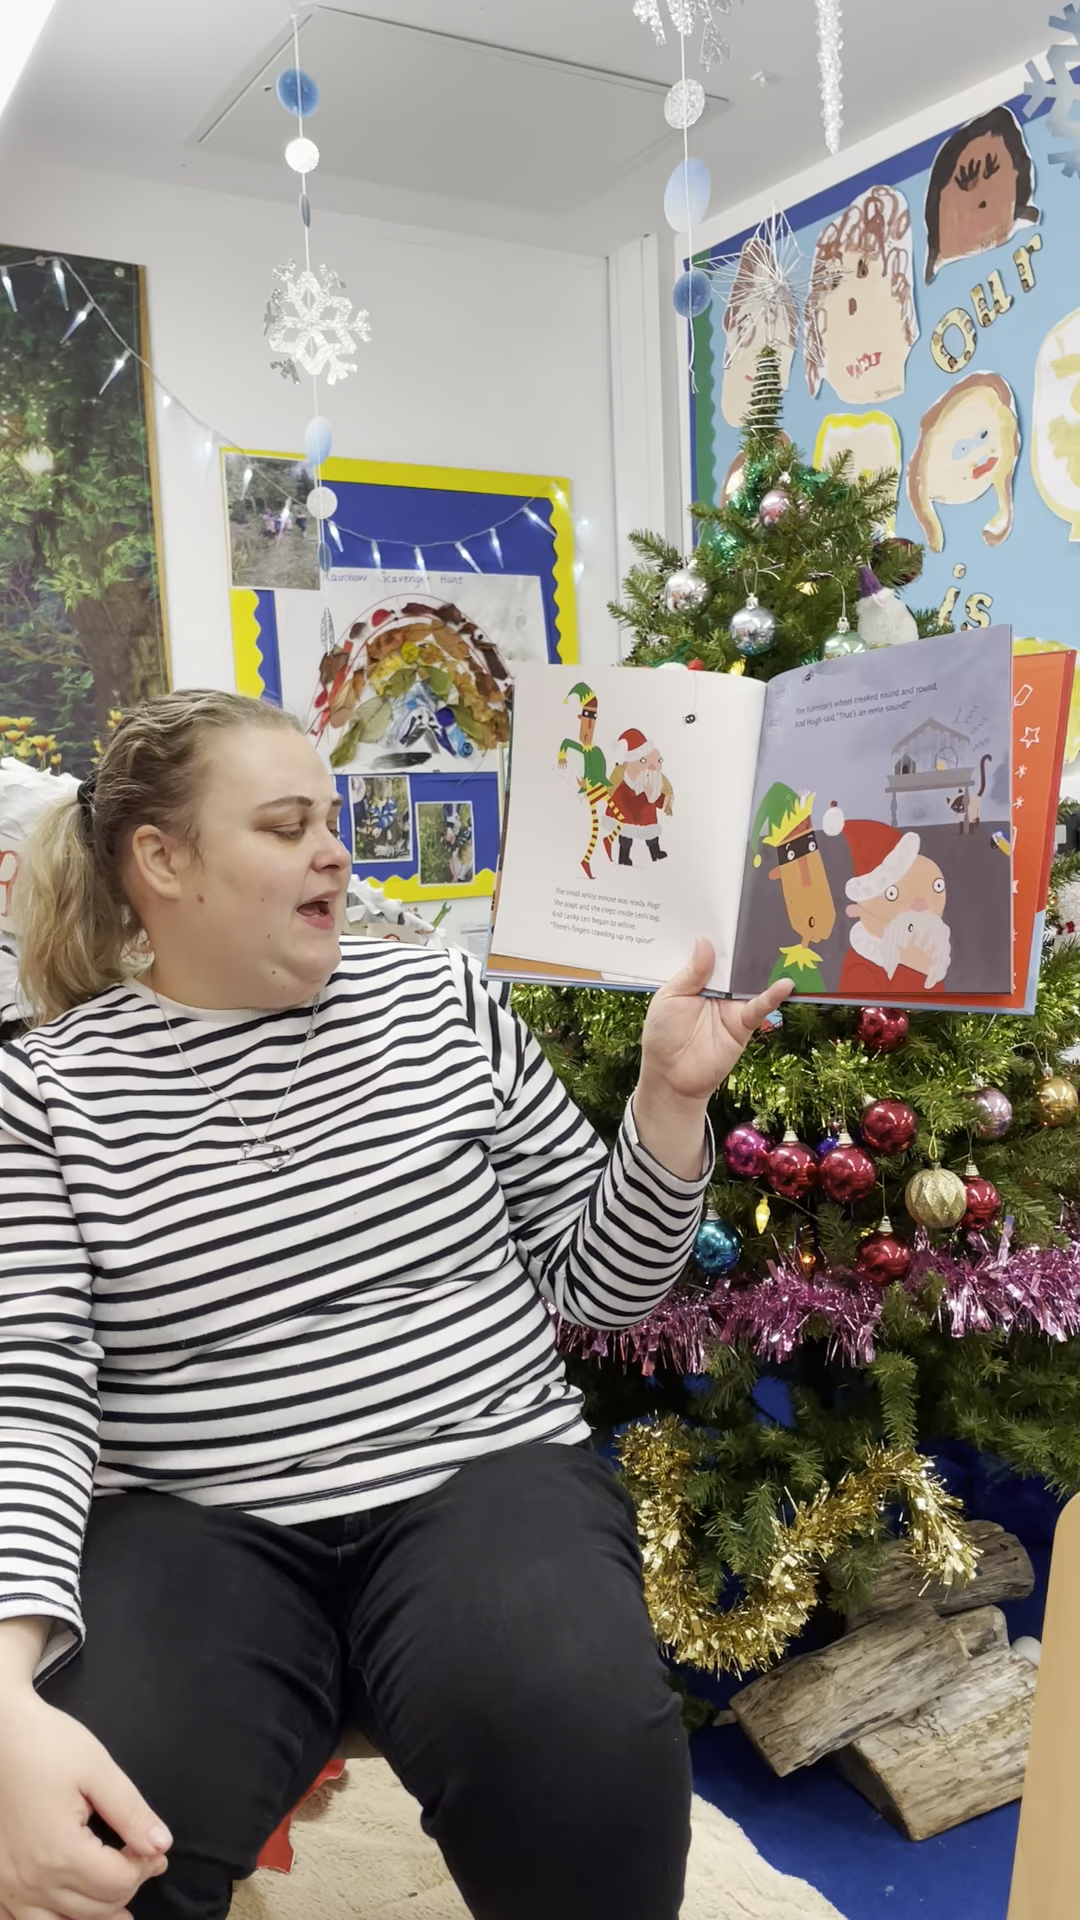 our
is
Rainbow Scavenger Hunt
The small white mouse was ready. Hop!
She leapt and she crept inside Len's leg,
And Lanky Len began to whine,
"There's fingers crawling up my spine!"
The hamster's wheel creaked round and round,
And Hugh said, "That's an eerie sound!"